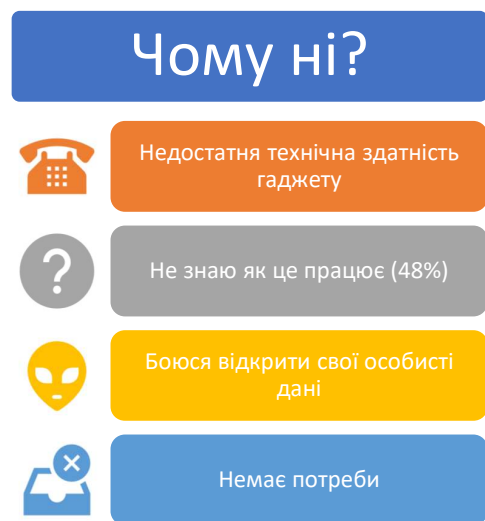 Чому ні?
Недостатня технічна здатність
гаджету
Не знаю як це працює (48%)
Боюся відкрити свої особисті
дані
Немає потреби